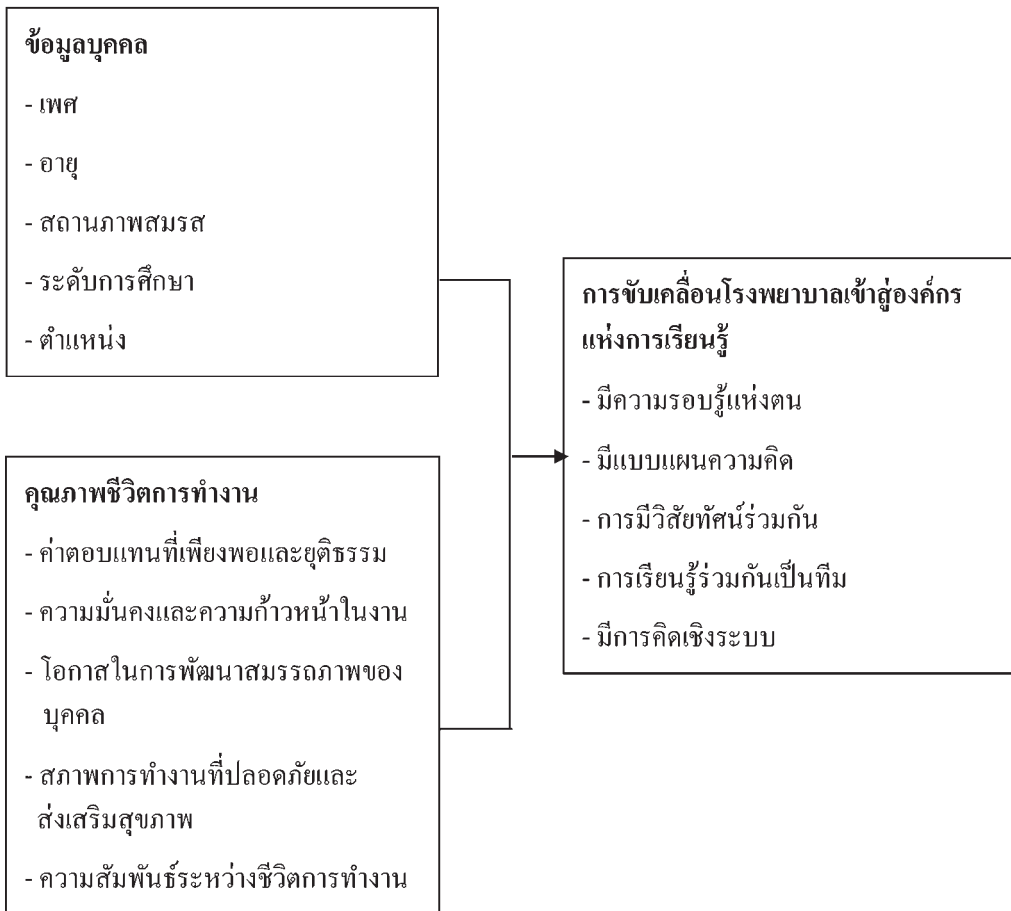 ข้อมูลบุคคล
- เพศ
- อายุ
- สถานภาพสมรส
- ระดับการศึกษา
- ตำแหน่ง
คุณภาพชีวิตการทำงาน
- ค่าตอบแทนที่เพียงพอและยุติธรรม
- ความมั่นคงและความก้าวหน้าในงาน
- โอกาสในการพัฒนาสมรรถภาพของ
บุคคล
- สภาพการทำงานที่ปลอดภัยและ
ส่งเสริมสุขภาพ
- ความสัมพันธ์ระหว่างชีวิตการทำงาน
การขับเคลื่อนโรงพยาบาลเข้าสู่องค์กร
แห่งการเรียนรู้
- มีความรอบรู้แห่งตน
- มีแบบแผนความคิด
- การมีวิสัยทัศน์ร่วมกัน
- การเรียนรู้ร่วมกันเป็นทีม
- มีการคิดเชิงระบบ